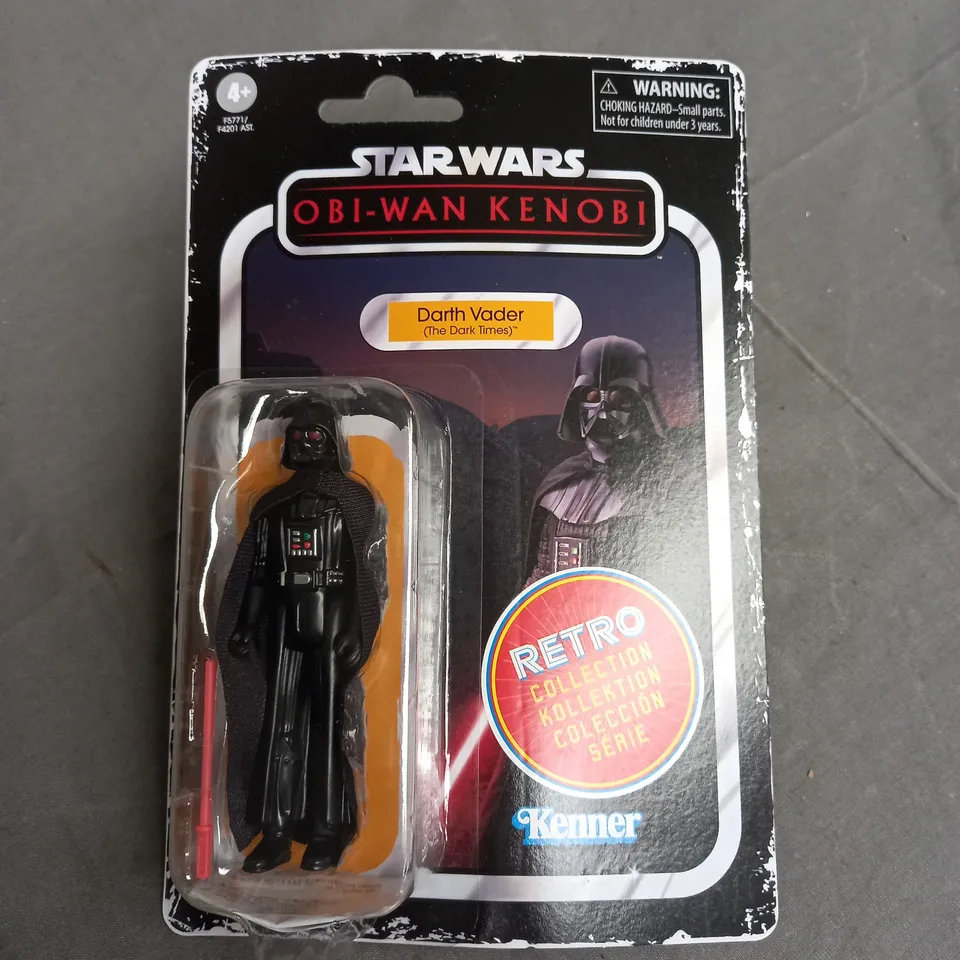 4+
F5771/
F4201 AST.
WARNING:
CHOKING HAZARD–Small parts.
Not for children under 3 years.
STAR WARS
OBI-WAN KENOBI
™
Darth Vader
(The Dark Times)™
RETRO
COLLECTION
KOLLEKTION
COLECCIÓN
SÉRIE
Kenner